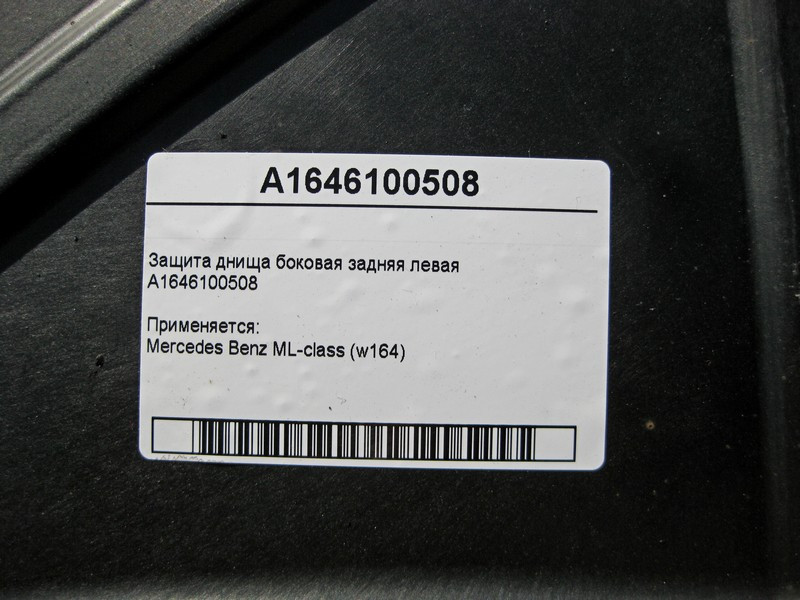 A1646100508
Защита днища боковая задняя левая
A1646100508
Применяется:
Mercedes Benz ML-class (w164)